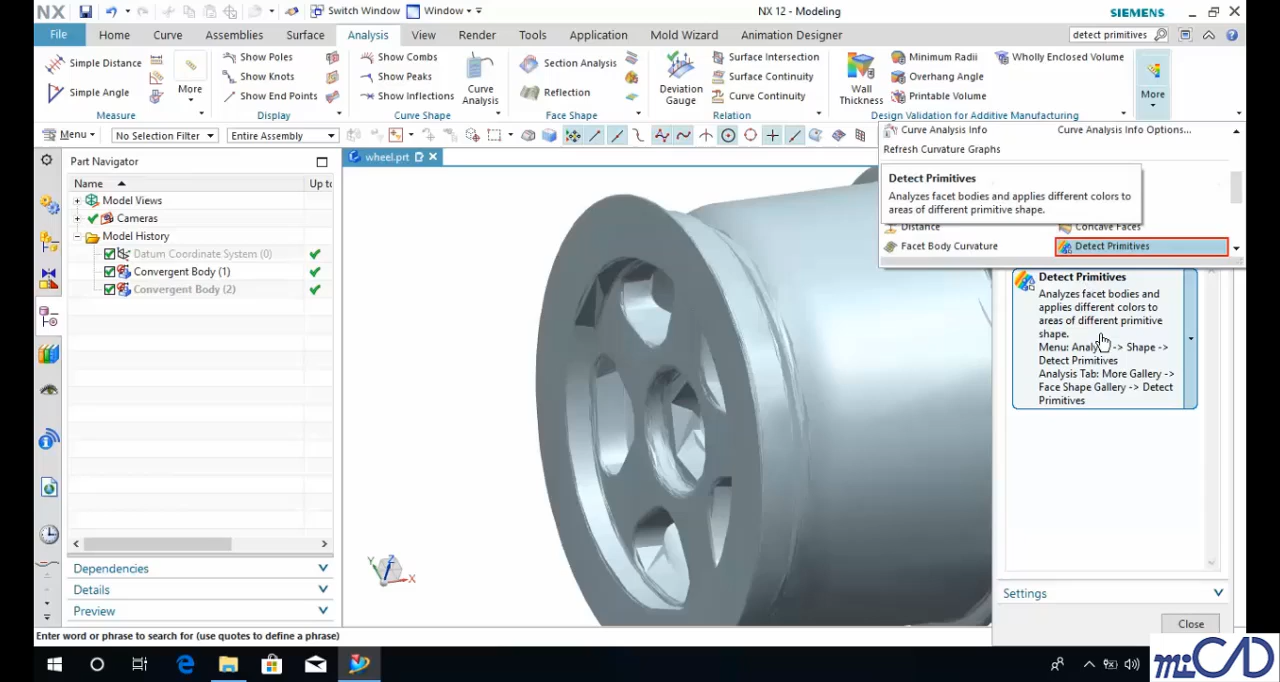 NX
Switch Window
Window
NX 12 - Modeling
SIEMENS
File
Home
Curve
Assemblies
Surface
Analysis
View
Render
Tools
Application
Mold Wizard
Animation Designer
detect primitives
Simple Distance
Simple Angle
More
Measure
Show Poles
Show Knots
Show End Points
Display
Show Combs
Show Peaks
Show Inflections
Curve Analysis
Curve Shape
Section Analysis
Reflection
Face Shape
Deviation Gauge
Surface Intersection
Surface Continuity
Curve Continuity
Relation
Wall Thickness
Minimum Radii
Overhang Angle
Printable Volume
Wholly Enclosed Volume
Design Validation for Additive Manufacturing
More
Menu
No Selection Filter
Entire Assembly
Curve Analysis Info
Curve Analysis Info Options...
Refresh Curvature Graphs
Detect Primitives
Analyzes facet bodies and applies different colors to
areas of different primitive shape.
Distance
Concave Faces
Facet Body Curvature
Detect Primitives
Part Navigator
wheel.prt
Name
Up to
Model Views
Cameras
Model History
Datum Coordinate System (0)
Convergent Body (1)
Convergent Body (2)
Detect Primitives
Analyzes facet bodies and
applies different colors to
areas of different primitive
shape.
Menu: Analy -> Shape ->
Detect Primitives
Analysis Tab: More Gallery ->
Face Shape Gallery -> Detect
Primitives
Dependencies
Details
Preview
Y
Z
X
Settings
Close
Enter word or phrase to search for (use quotes to define a phrase)
miCAD